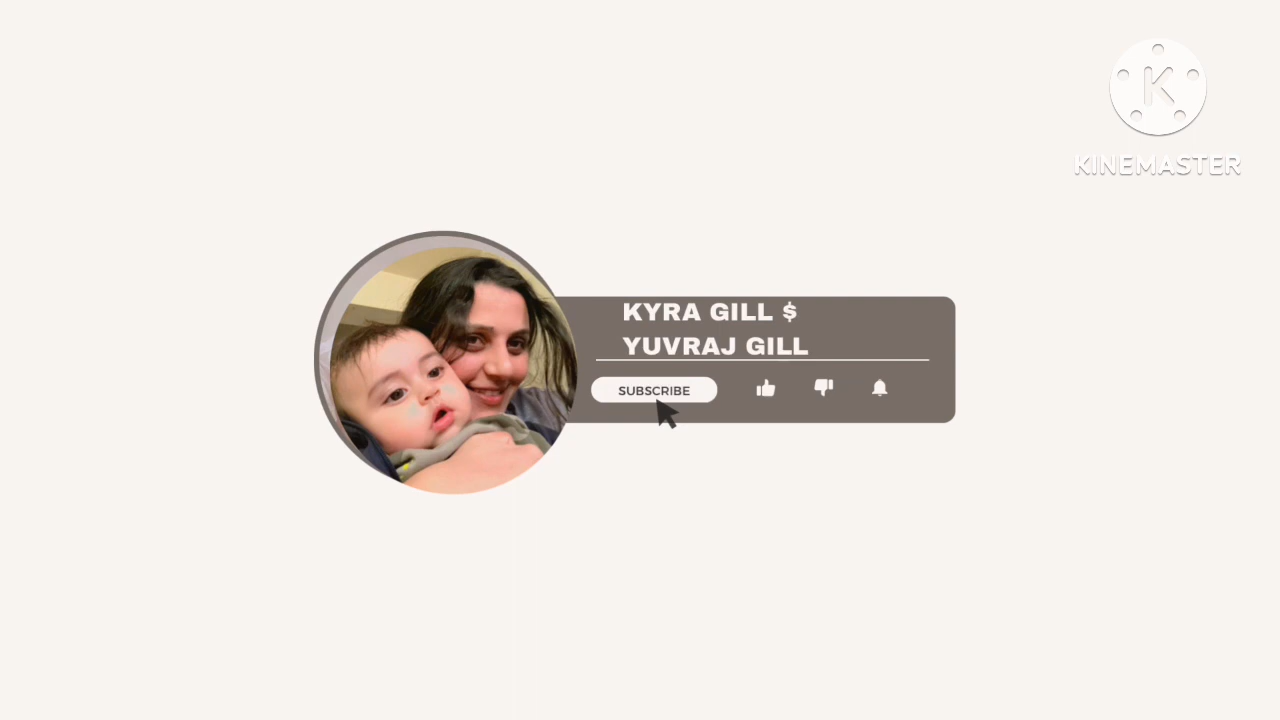 K
KINEMASTER
KYRA GILL $
YUVRAJ GILL
SUBSCRIBE